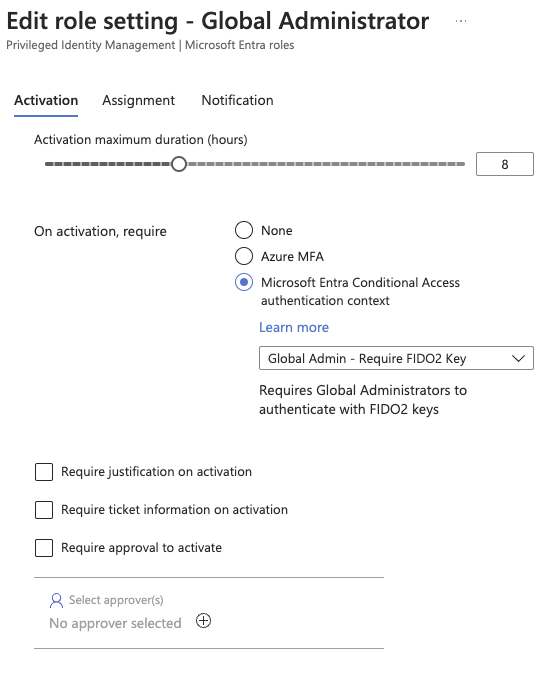 Edit role setting - Global Administrator ...
Privileged Identity Management | Microsoft Entra roles
Activation Assignment Notification
Activation maximum duration (hours)
8
On activation, require
None
Azure MFA
Microsoft Entra Conditional Access
authentication context
Learn more
Global Admin - Require FIDO2 Key
Requires Global Administrators to
authenticate with FIDO2 keys
Require justification on activation
Require ticket information on activation
Require approval to activate
Select approver(s)
No approver selected